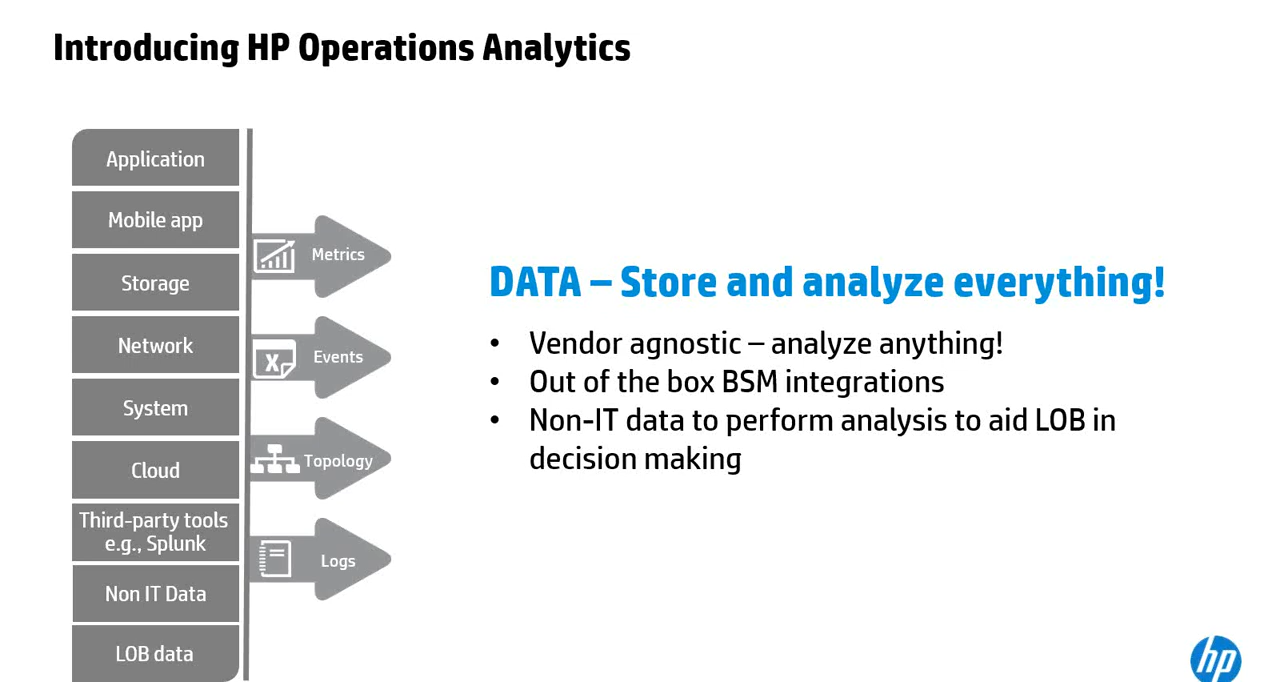 Introducing HP Operations Analytics
Application
Mobile app
Storage
Network
System
Cloud
Third-party tools
e.g., Splunk
Non IT Data
LOB data
Metrics
X
Events
Topology
Logs
DATA – Store and analyze everything!
• Vendor agnostic – analyze anything!
• Out of the box BSM integrations
• Non-IT data to perform analysis to aid LOB in
decision making
hp